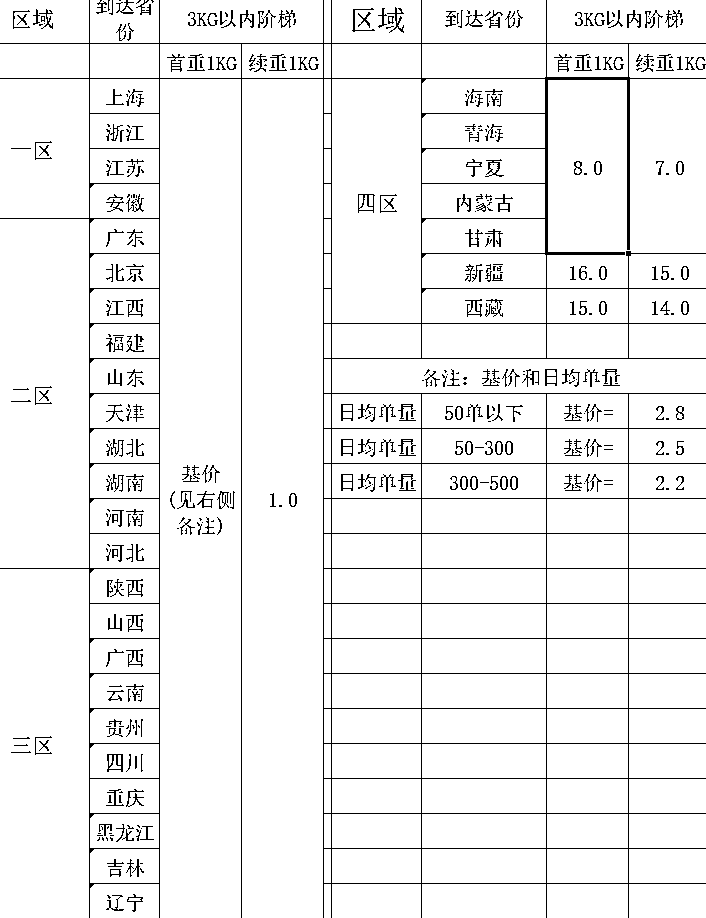 区域 到达省份 3KG以内阶梯 区域 到达省份 3KG以内阶梯
首重1KG 续重1KG 首重1KG 续重1KG
一区
上海
浙江
江苏
安徽
二区
广东
北京
江西
福建
山东
天津
湖北
湖南
河南
河北
三区
陕西
山西
广西
云南
贵州
四川
重庆
黑龙江
吉林
辽宁
基价
(见右侧
备注)
1.0
四区
海南
青海
宁夏
内蒙古
甘肃
8.0 7.0
新疆 16.0 15.0
西藏 15.0 14.0
备注: 基价和日均单量
日均单量 50单以下 基价= 2.8
日均单量 50-300 基价= 2.5
日均单量 300-500 基价= 2.2